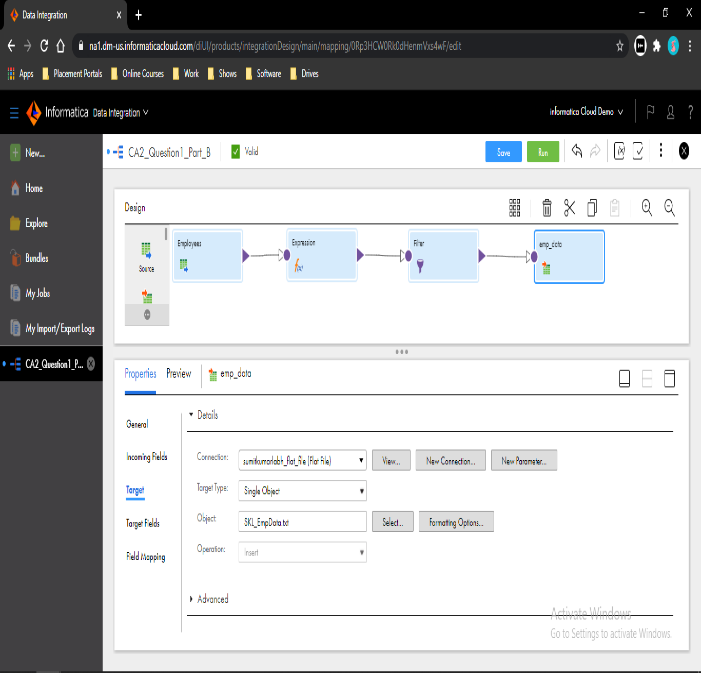 Data Integration x +
na1.dm-us.informaticacloud.com/diUI/products/integrationDesign/main/mapping/0Rp3HCW0Rk0dHenmVxs4wF/edit
Apps Placement Portals Online Courses Work Shows Software Drives
Informatica Data Integration
Informatica Cloud Demo
New...
Home
Explore
Bundles
My Jobs
My Import/Export Logs
CA2_Question1_P...
CA2_Question1_Part_B Valid Save Run
Design
Source
Employees
Expression
f(x)
Filter
emp_data
Properties Preview emp_data
General
Incoming Fields
Target
Target Fields
Field Mapping
Details
Connection: sumitkumarlabh_flat_file (Flat File) View... New Connection... New Parameter...
Target Type: Single Object
Object: SKL_EmpData.txt Select... Formatting Options...
Operation: Insert
Advanced
Activate Windows
Go to Settings to activate Windows.